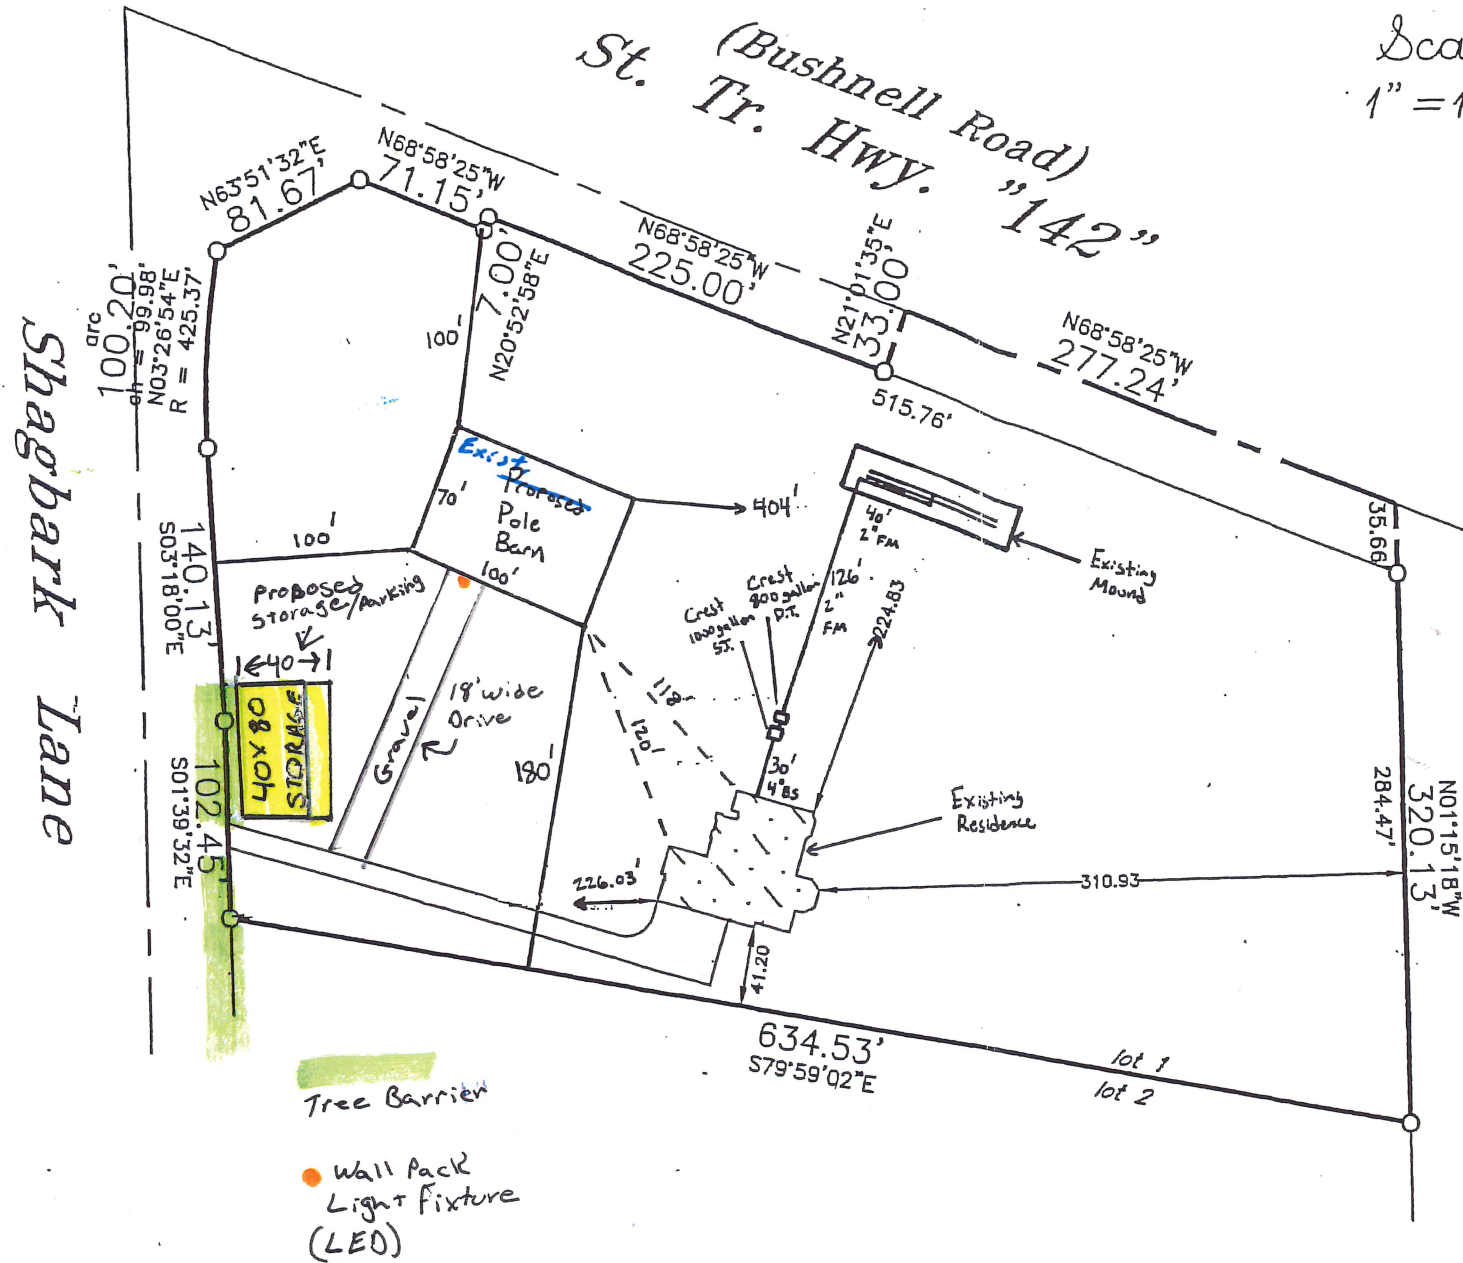 (Bushnell Road)
St. Tr. Hwy. "142"
1" = 1
N63°51'32"E
81.67'
N68°58'25"W
71.15'
7.00'
N20°52'58"E
N68°58'25"W
225.00'
N21°01'35"E
33.00'
N68°58'25"W
277.24'
515.76'
35.66
arc
100.20'
ch = 99.98'
N03°26'54"E
R = 425.37'
Shagbark Lane
100'
Exist
Proposed
Pole
Barn
70'
100'
404'
100'
140.13'
S03°18'00"E
Proposed
Storage/Parking
40
40x80
STORAGE
Gravel
18' wide
Drive
180'
118
120'
102.45'
S01°39'32"E
40'
2" FM
126'
2"
FM
224.83
Crest
800 gallon
D.T.
Crest
1000 gallon
S.T.
30'
4" BS
Existing
Mound
Existing
Residence
226.03'
310.93
41.20
284.47'
N01°15'18"W
320.13'
634.53'
S79°59'02"E
lot 1
lot 2
Tree Barrier
Wall Pack
Light Fixture
(LED)